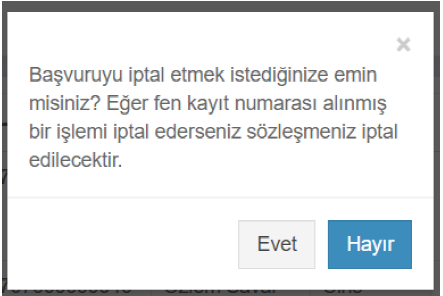 ×
Başvuruyu iptal etmek istediğinize emin
misiniz? Eğer fen kayıt numarası alınmış
bir işlemi iptal ederseniz sözleşmeniz iptal
edilecektir.
Evet
Hayır